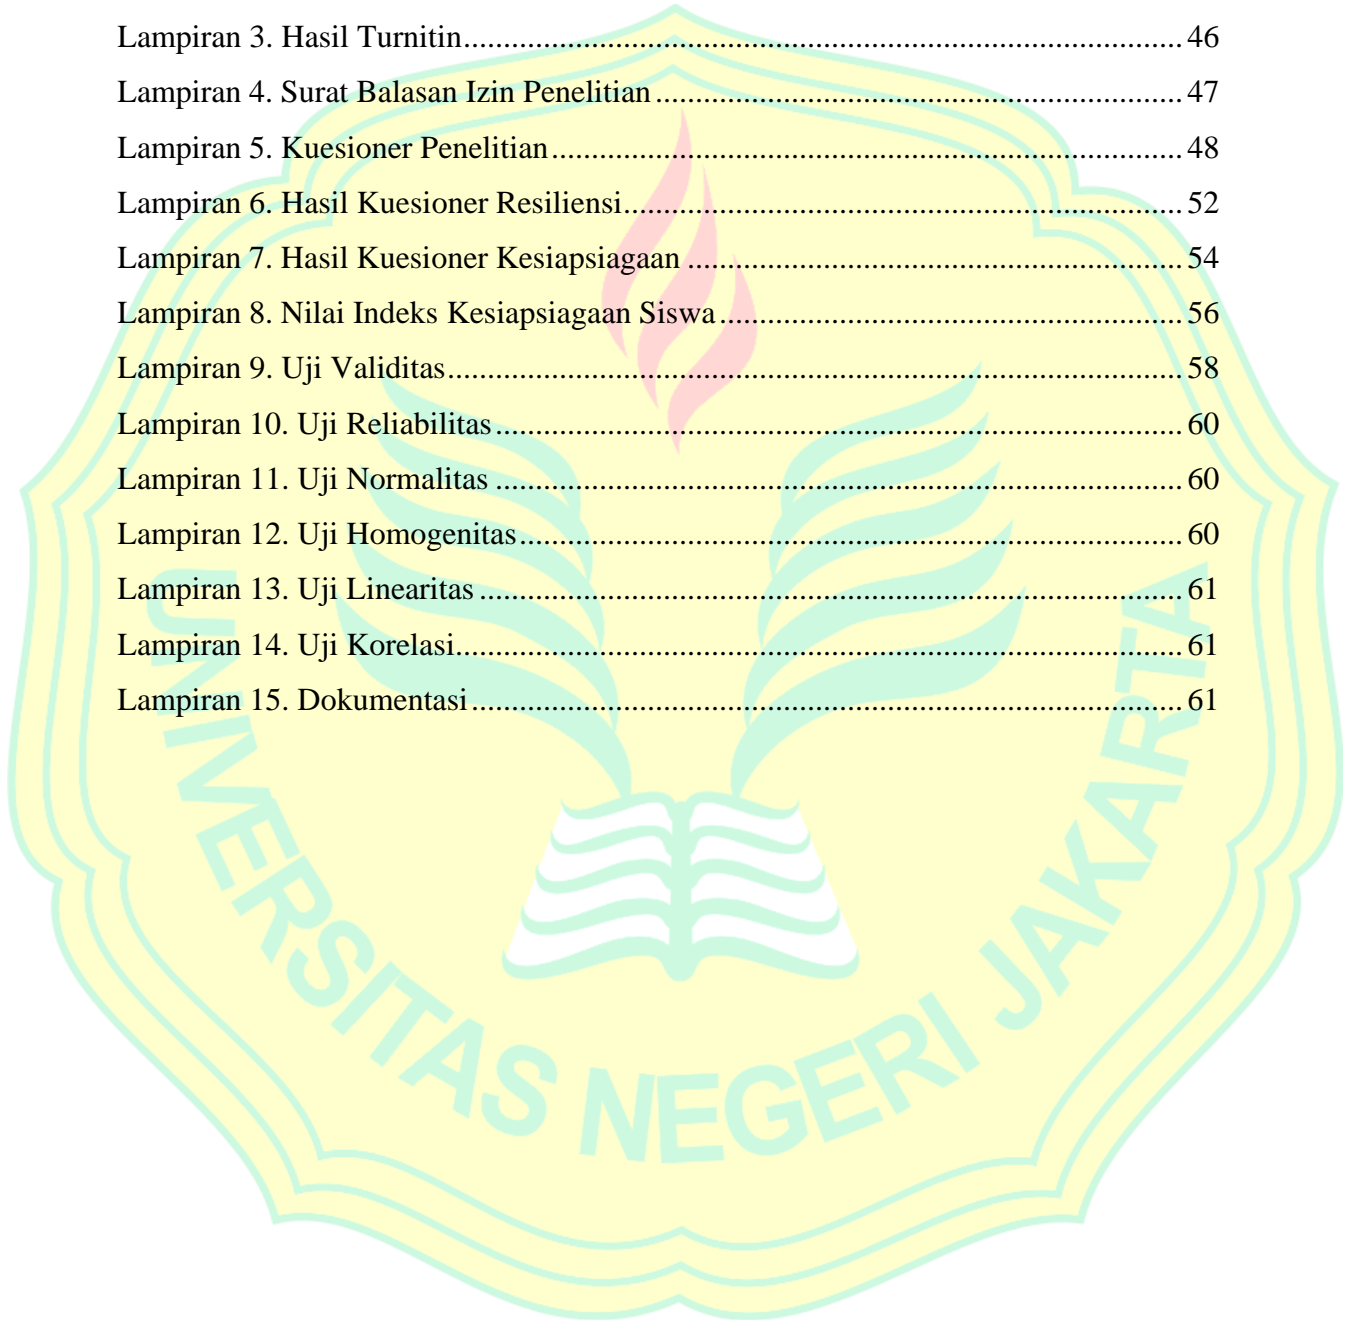 Lampiran 3. Hasil Turnitin........................................................................................... 46
Lampiran 4. Surat Balasan Izin Penelitian................................................................... 47
Lampiran 5. Kuesioner Penelitian................................................................................ 48
Lampiran 6. Hasil Kuesioner Resiliensi....................................................................... 52
Lampiran 7. Hasil Kuesioner Kesiapsiagaan............................................................... 54
Lampiran 8. Nilai Indeks Kesiapsiagaan Siswa........................................................... 56
Lampiran 9. Uji Validitas............................................................................................. 58
Lampiran 10. Uji Reliabilitas....................................................................................... 60
Lampiran 11. Uji Normalitas....................................................................................... 60
Lampiran 12. Uji Homogenitas.................................................................................... 60
Lampiran 13. Uji Linearitas......................................................................................... 61
Lampiran 14. Uji Korelasi............................................................................................ 61
Lampiran 15. Dokumentasi.......................................................................................... 61
UNIVERSITAS NEGERI JAKARTA